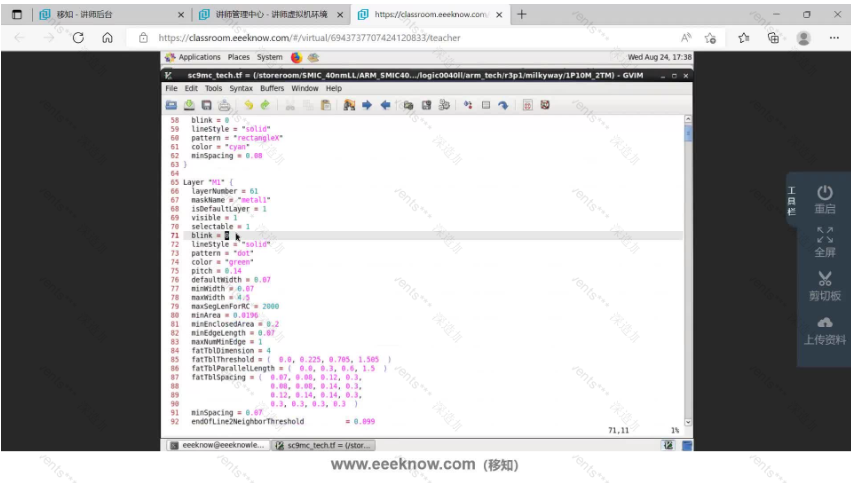 移知 - 讲师后台
讲师管理中心 - 讲师虚拟机环境
https://classroom.eeeknow.com/
https://classroom.eeeknow.com/#/virtual/6943737707424120833/teacher
Applications Places System
Wed Aug 24, 17:38
sc9mc_tech.tf = (/storeroom/SMIC_40nmLL/ARM_SMIC40.../logic0040ll/arm_tech/r3p1/milkyway/1P10M_2TM) - GVIM
File Edit Tools Syntax Buffers Window Help
58 blink = 0
59 lineStyle = "solid"
60 pattern = "rectangleX"
61 color = "cyan"
62 minSpacing = 0.08
63 }
64
65 Layer "M1" {
66 layerNumber = 61
67 maskName = "metal1"
68 isDefaultLayer = 1
69 visible = 1
70 selectable = 1
71 blink = 0
72 lineStyle = "solid"
73 pattern = "dot"
74 color = "green"
75 pitch = 0.14
76 defaultWidth = 0.07
77 minWidth = 0.07
78 maxWidth = 4.5
79 maxSegLenForRC = 2000
80 minArea = 0.0196
81 minEnclosedArea = 0.2
82 minEdgeLength = 0.07
83 maxNumMinEdge = 1
84 fatTblDimension = 4
85 fatTblThreshold = ( 0.0, 0.225, 0.705, 1.505 )
86 fatTblParallelLength = ( 0.0, 0.3, 0.6, 1.5 )
87 fatTblSpacing = ( 0.07, 0.08, 0.12, 0.3,
88 0.08, 0.08, 0.14, 0.3,
89 0.12, 0.14, 0.14, 0.3,
90 0.3, 0.3, 0.3, 0.3 )
91 minSpacing = 0.07
92 endOfLine2NeighborThreshold = 0.099
71,11 1%
工具栏
重启
全屏
剪切板
上传资料
eeeknow@eeeknowle...
sc9mc_tech.tf = (/stor...
www.eeeknow.com (移知)